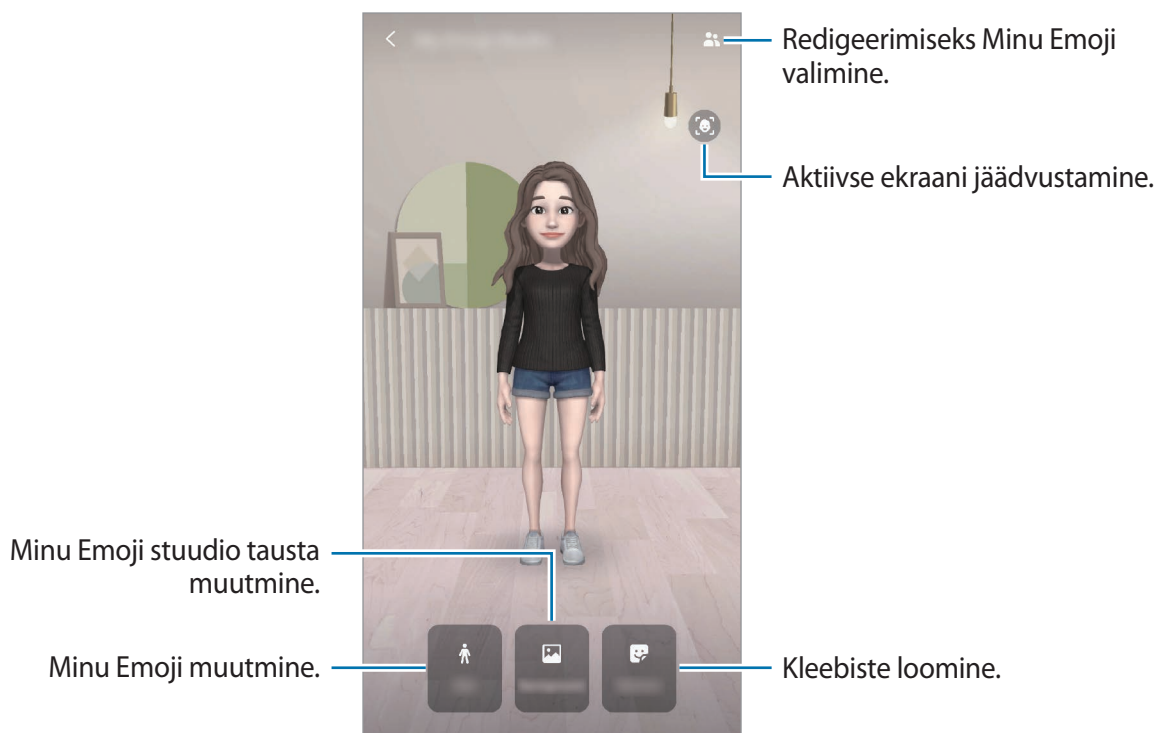 Redigeerimiseks Minu Emoji
valimine.
Aktiivse ekraani jäädvustamine.
Minu Emoji stuudio tausta
muutmine.
Minu Emoji muutmine.
Kleebiste loomine.